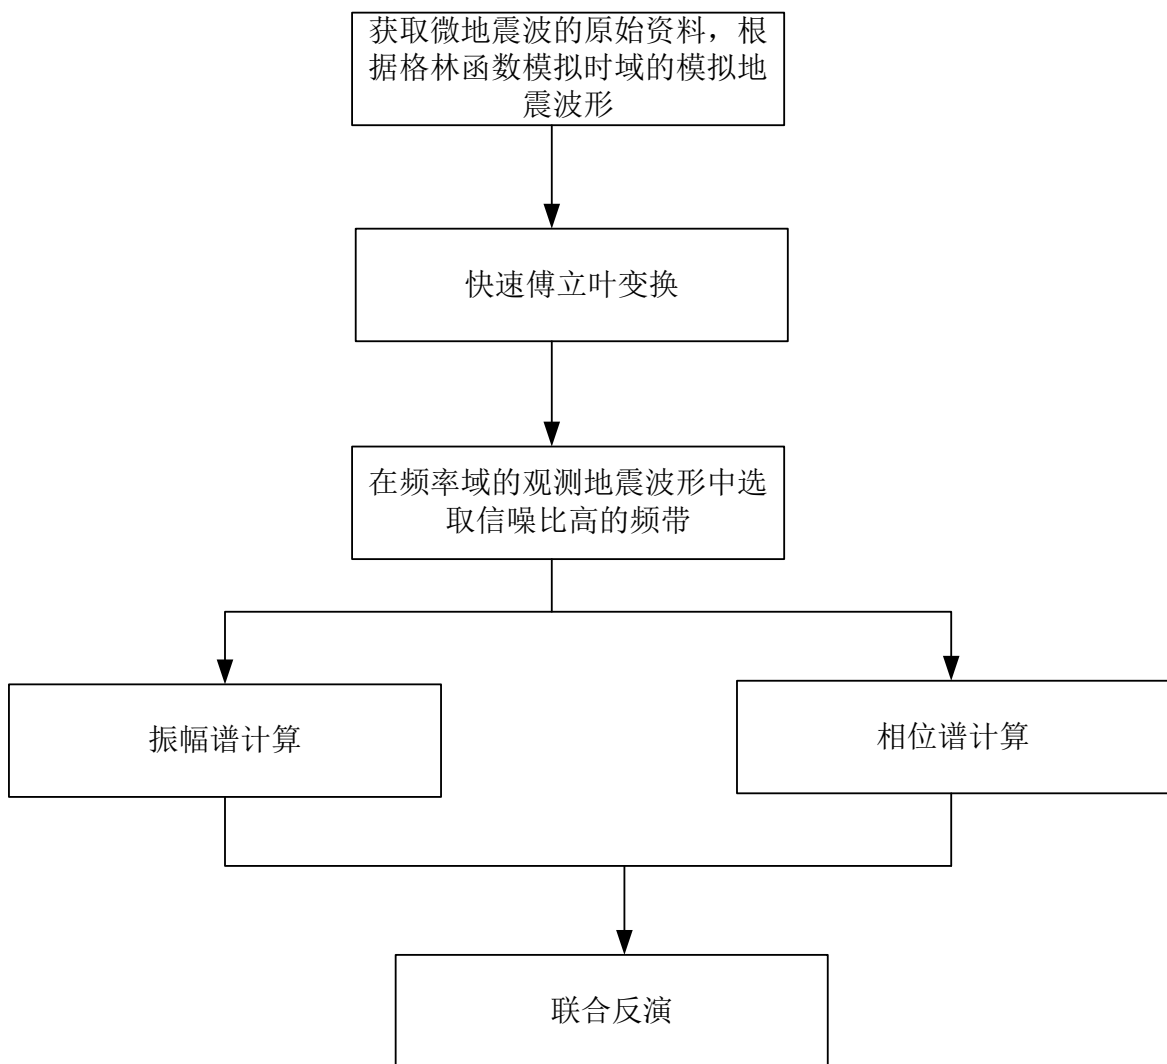 获取微地震波的原始资料，根
据格林函数模拟时域的模拟地
震波形
快速傅立叶变换
在频率域的观测地震波形中选
取信噪比高的频带
振幅谱计算
相位谱计算
联合反演